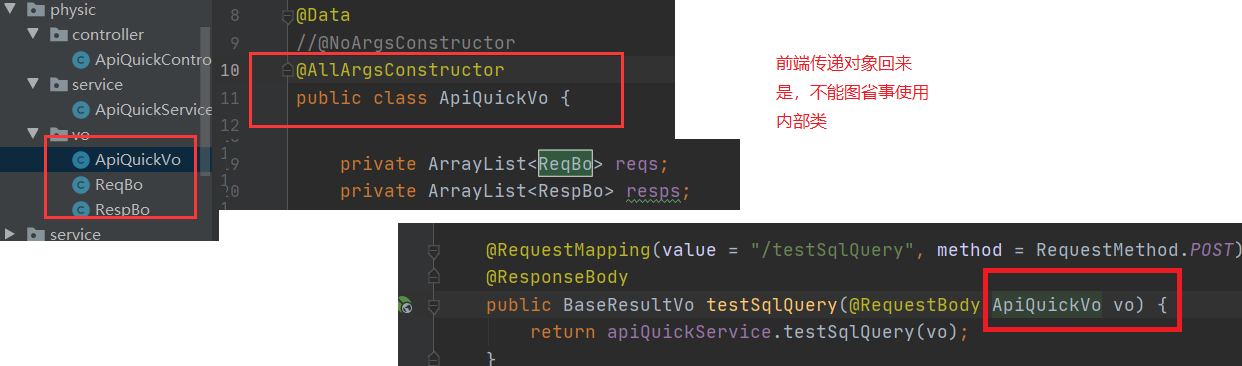 physic
controller
ApiQuickContro
service
ApiQuickService
vo
ApiQuickVo
ReqBo
RespBo
service
8 @Data
9 //@NoArgsConstructor
10 @AllArgsConstructor
11 public class ApiQuickVo {
12
19 private ArrayList<ReqBo> reqs;
20 private ArrayList<RespBo> resps;
前端传递对象回来
是，不能图省事使用
内部类
@RequestMapping(value = "/testSqlQuery", method = RequestMethod.POST)
@ResponseBody
public BaseResultVo testSqlQuery(@RequestBody ApiQuickVo vo) {
return apiQuickService.testSqlQuery(vo);
}